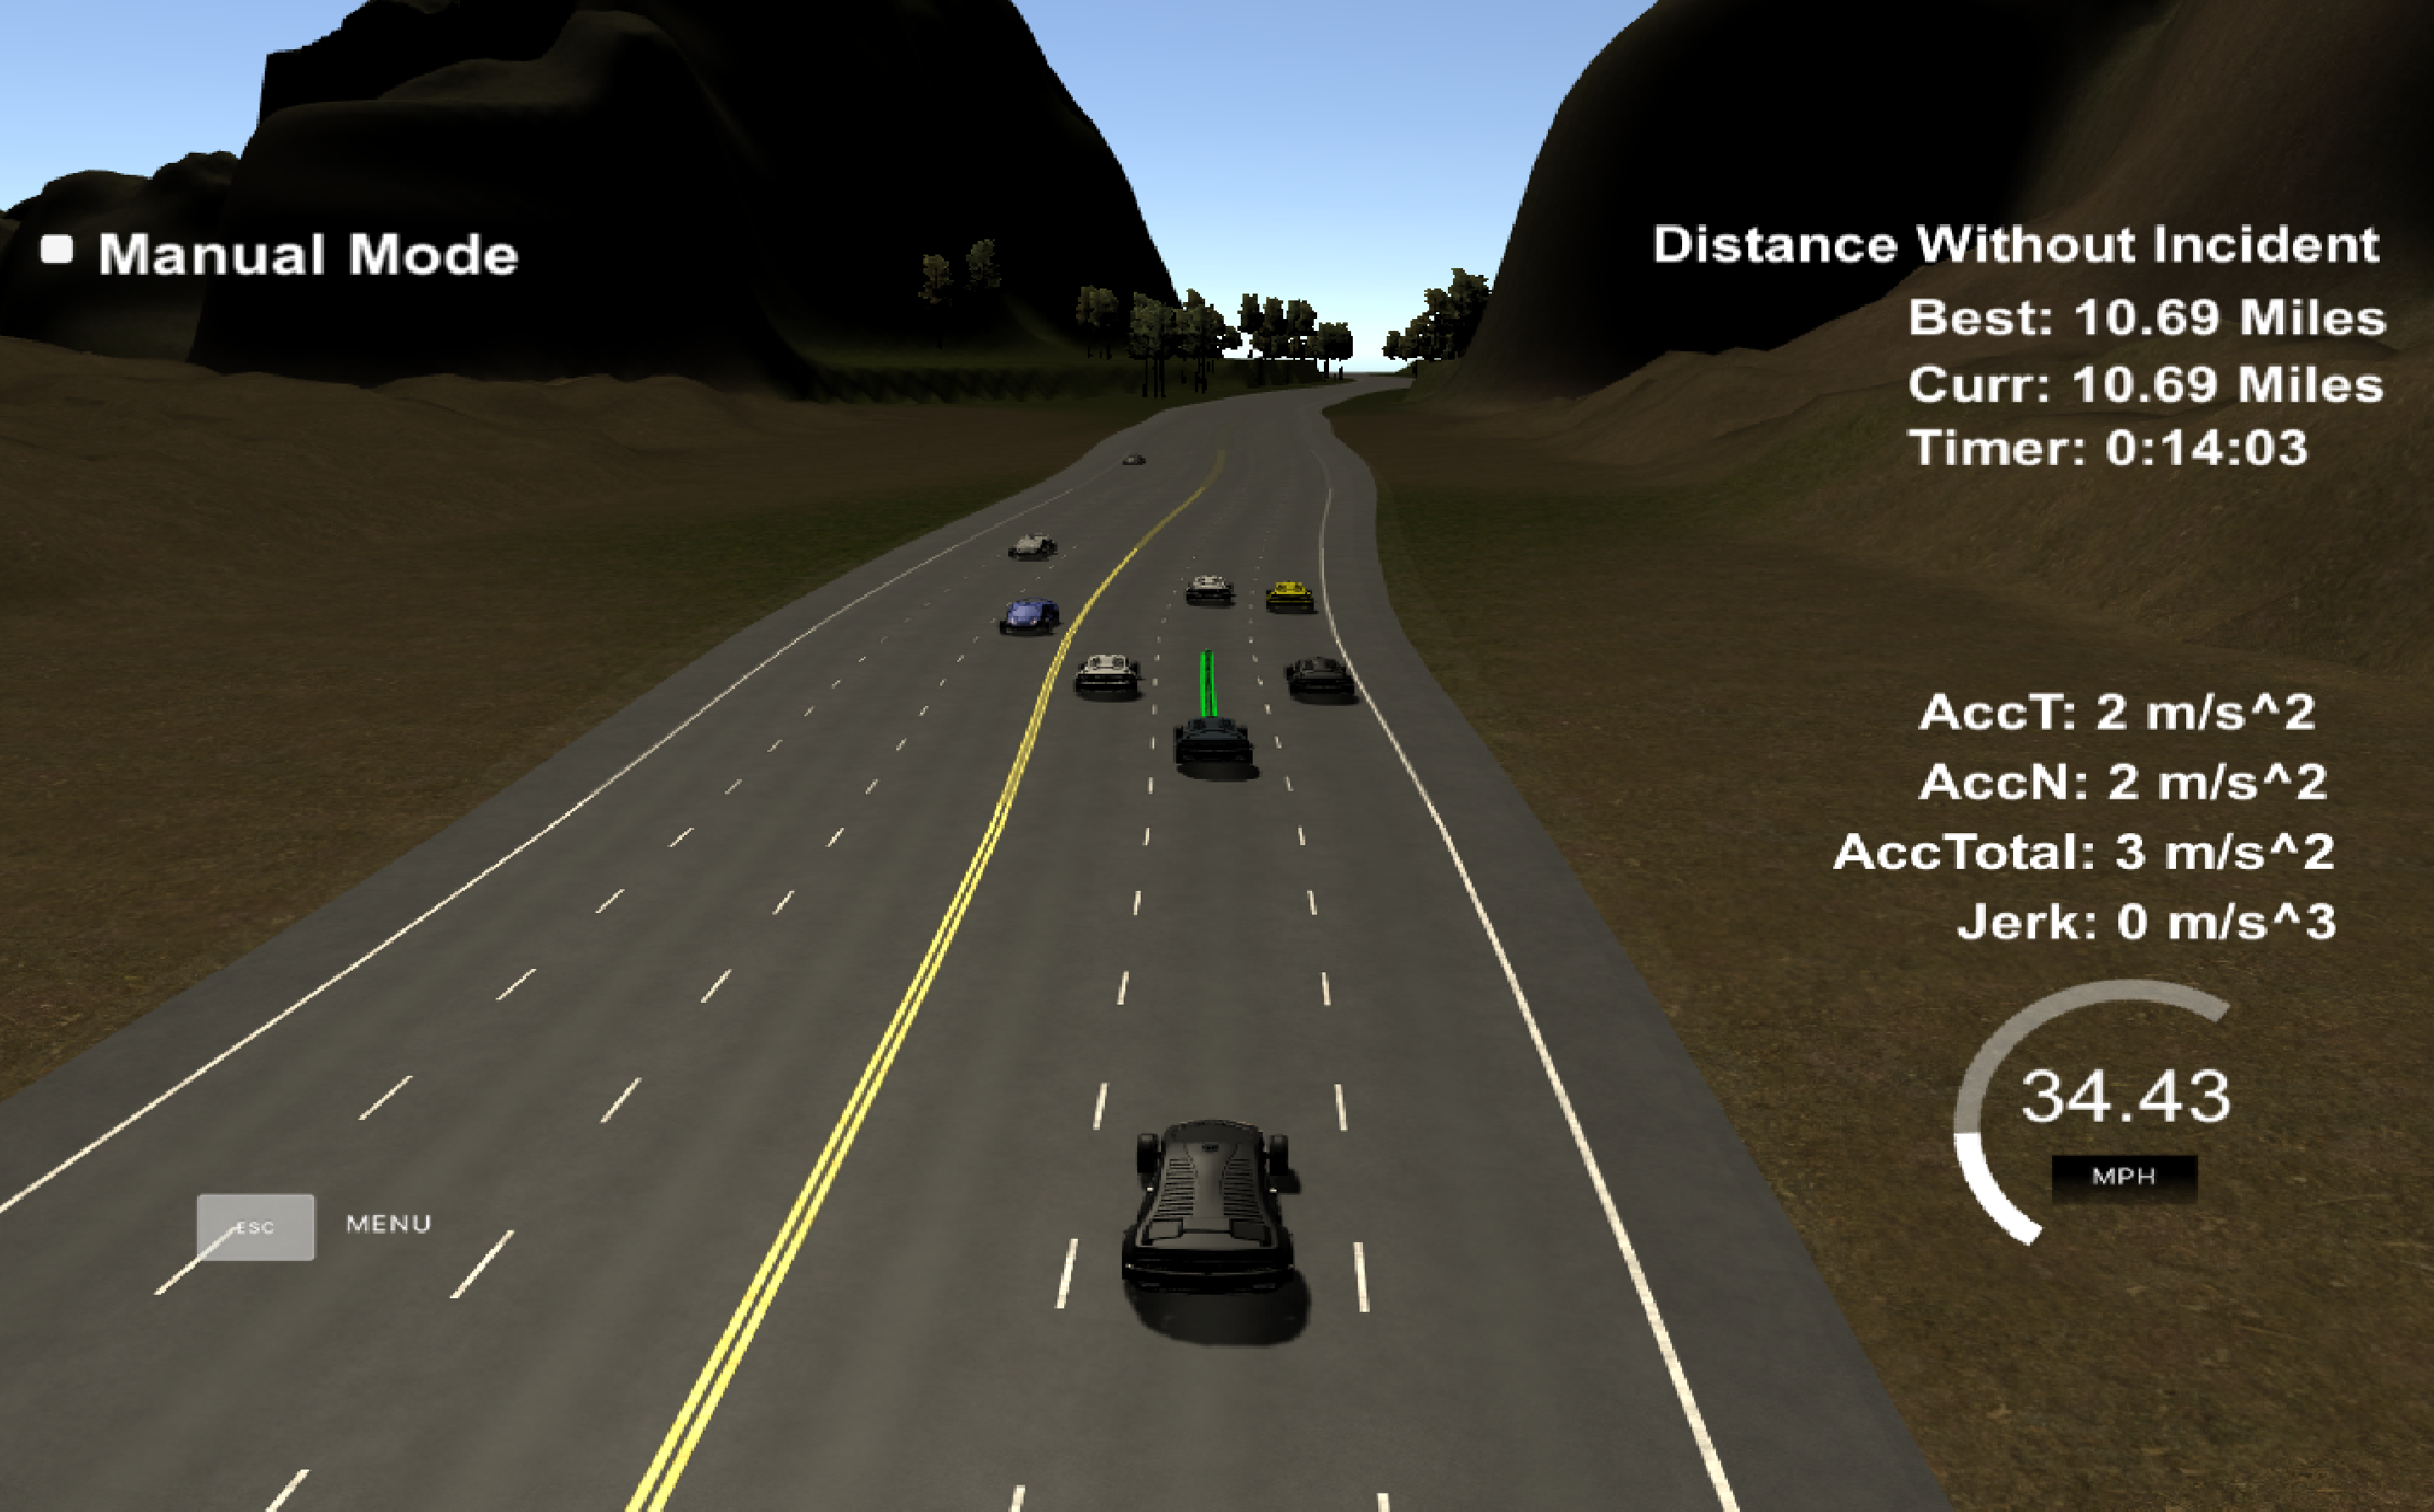 Manual Mode
Distance Without Incident
Best: 10.69 Miles
Curr: 10.69 Miles
Timer: 0:14:03
AccT: 2 m/s^2
AccN: 2 m/s^2
AccTotal: 3 m/s^2
Jerk: 0 m/s^3
34.43
MPH
ESC MENU